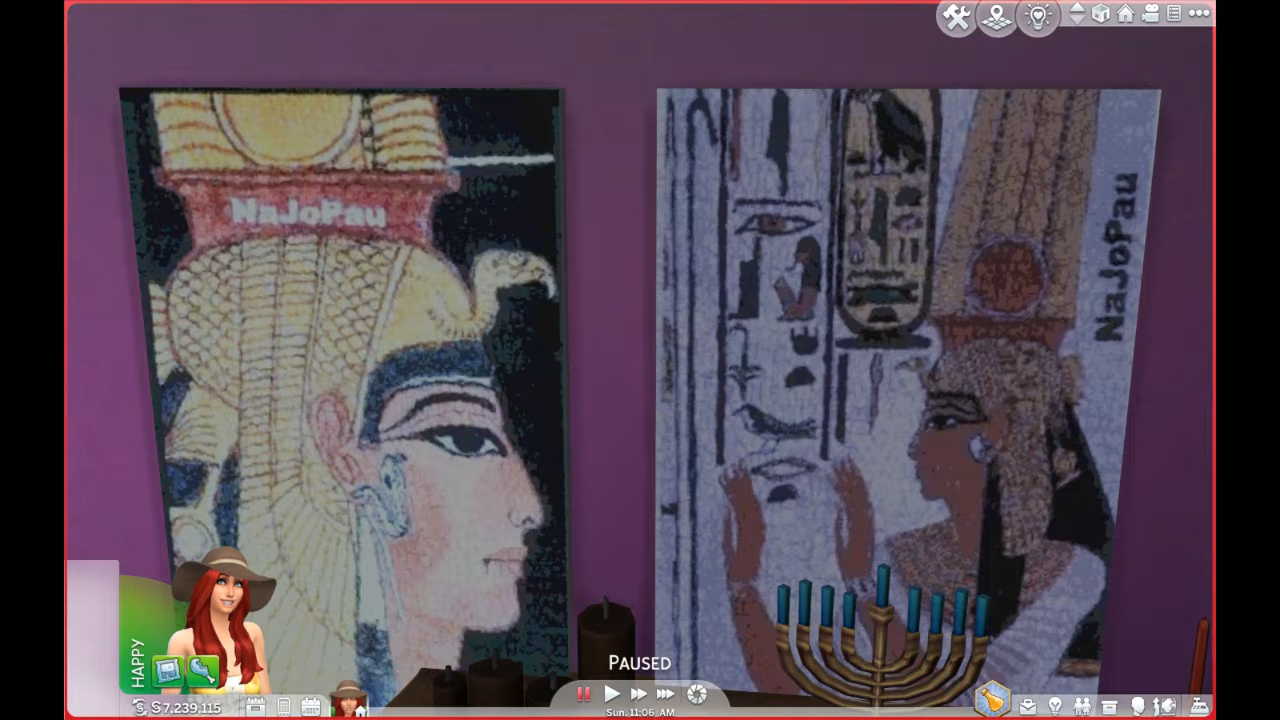 NaJoPau
NaJoPau
HAPPY
PAUSED
§7,239,115
Sun. 11:06 AM